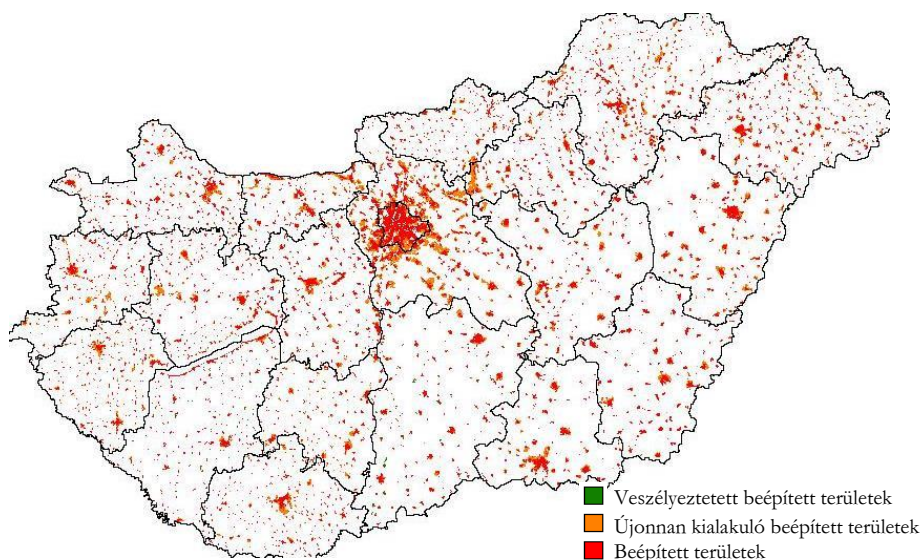 Veszélyeztetett beépített területek
Újonnan kialakuló beépített területek
Beépített területek